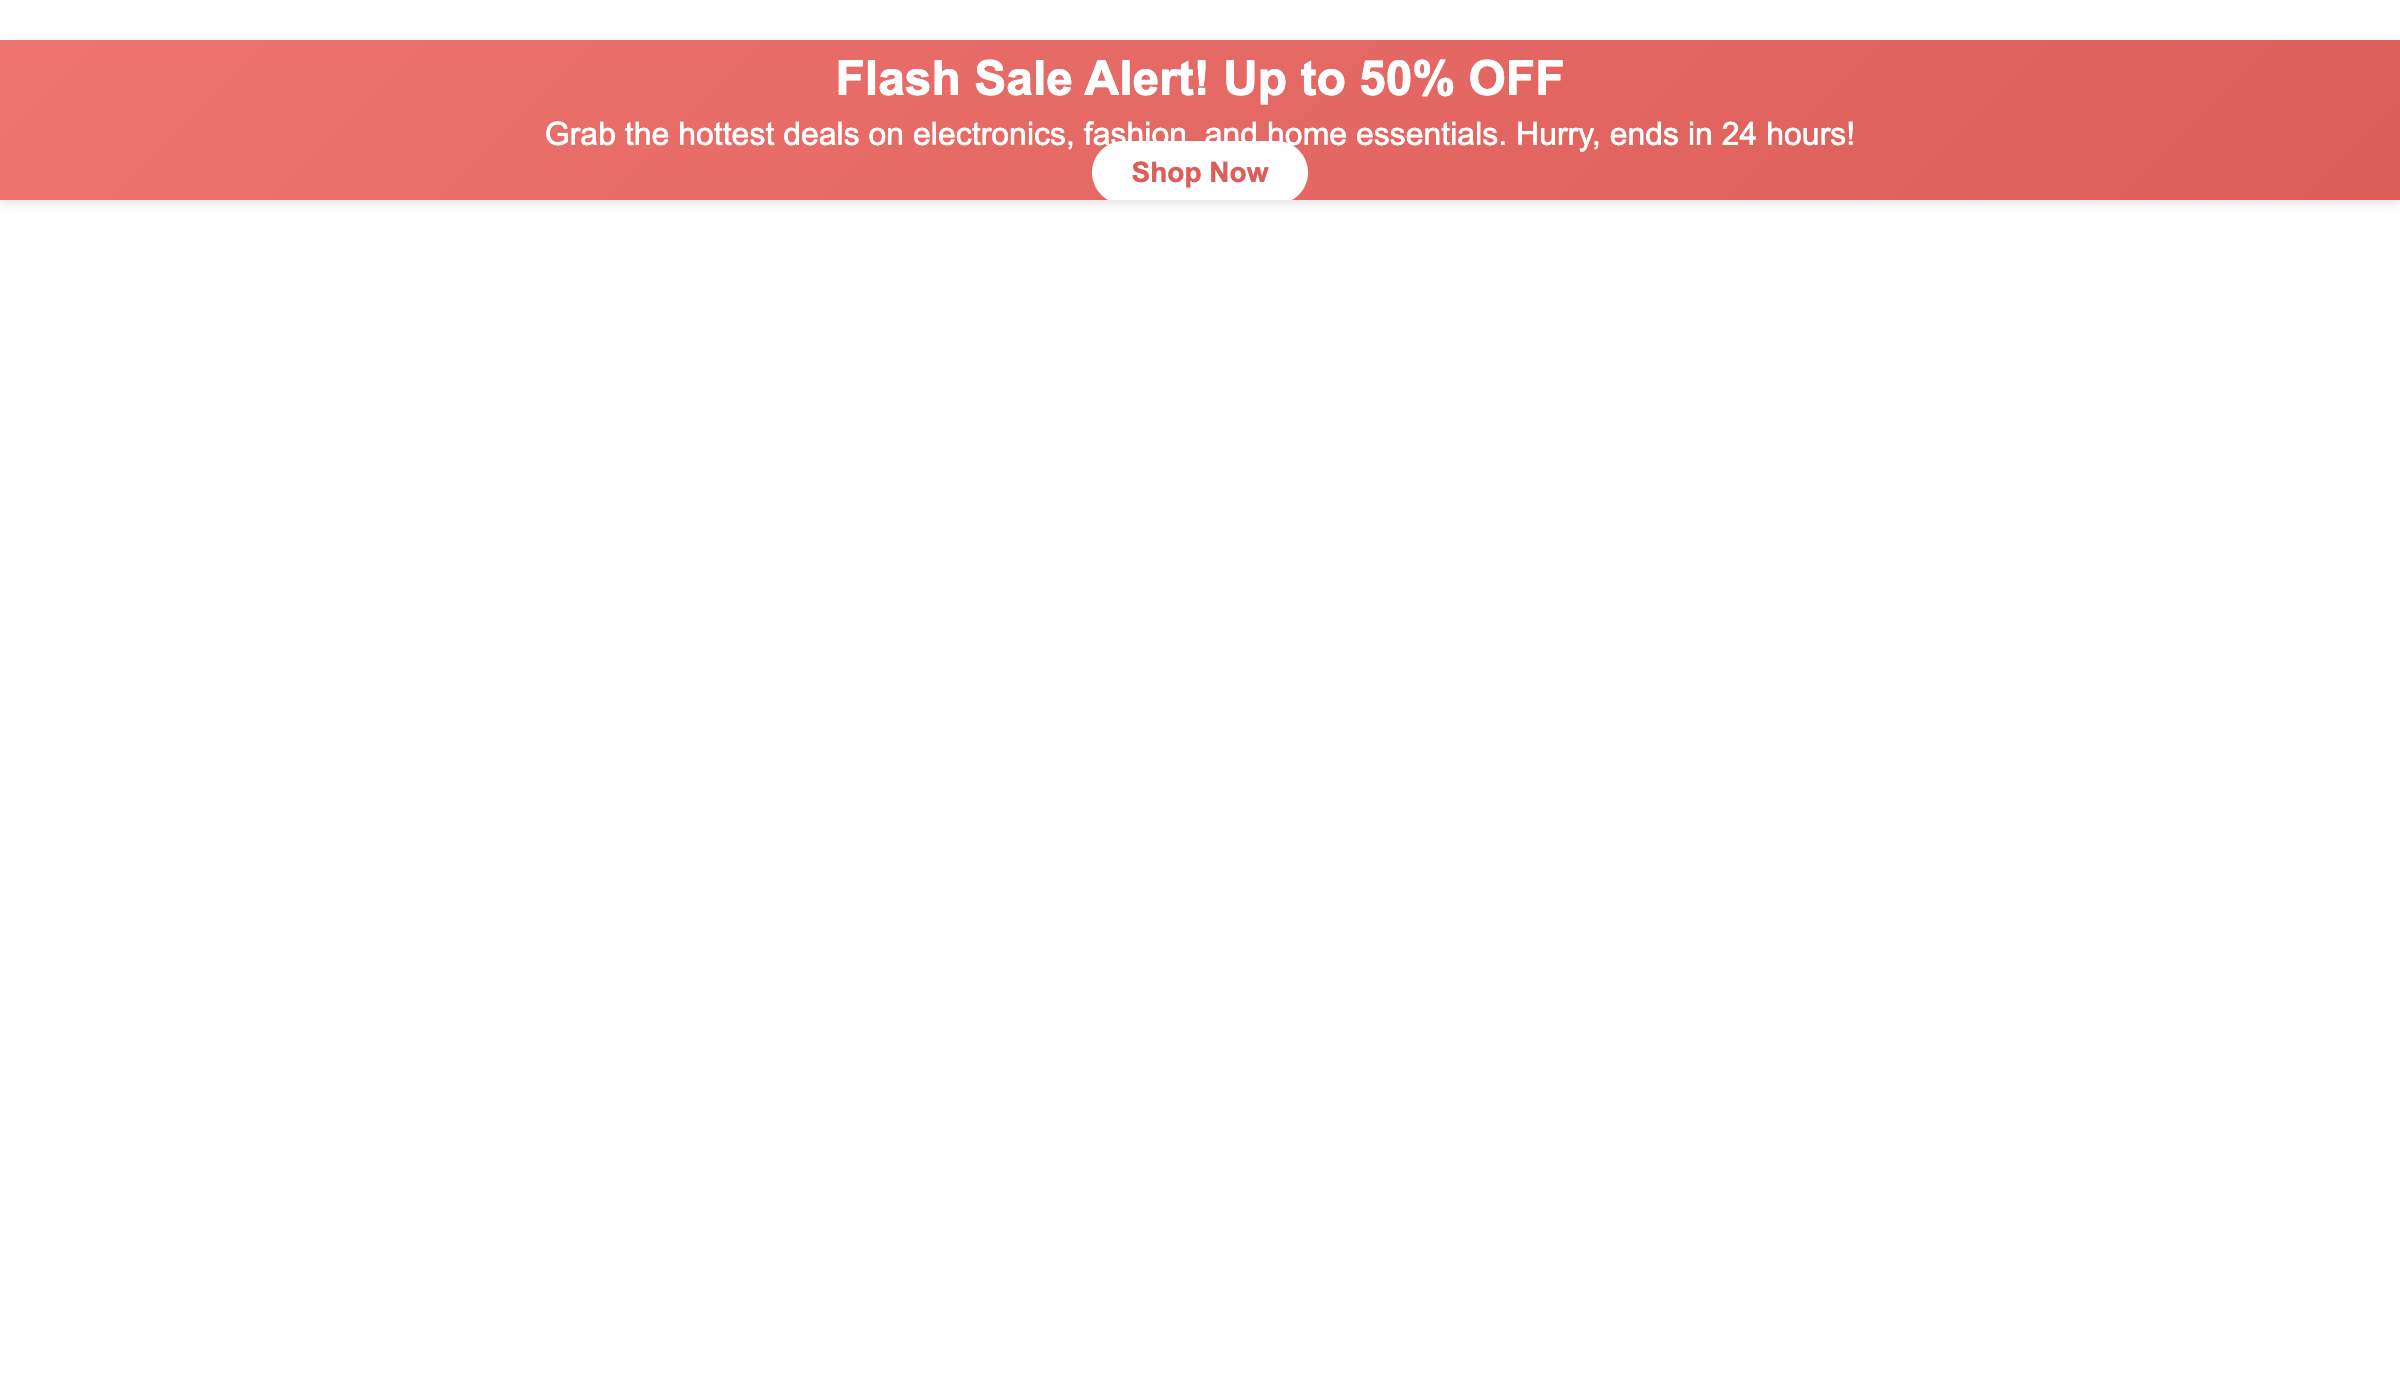 Flash Sale Alert! Up to 50% OFF
Grab the hottest deals on electronics, fashion, and home essentials. Hurry, ends in 24 hours!
Shop Now